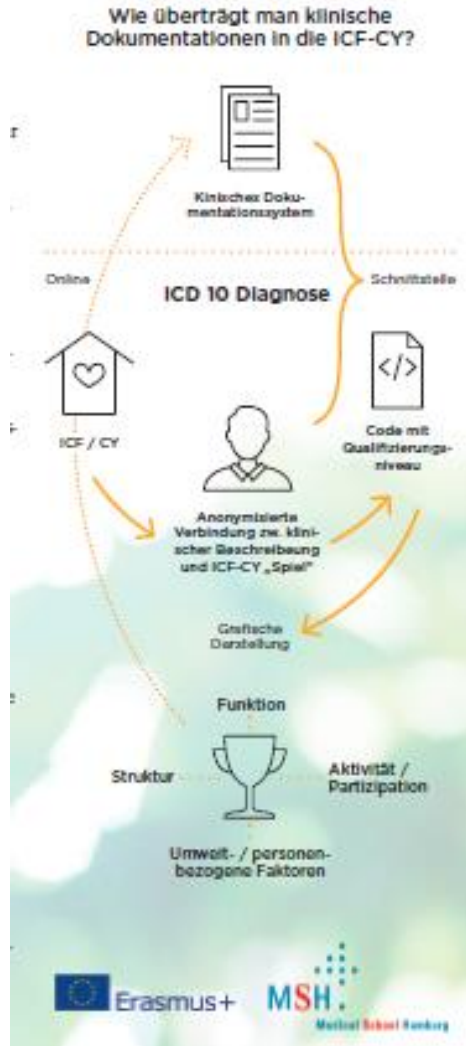 Wie überträgt man klinische
Dokumentationen in die ICF-CY?
Kinisches Doku-
mentationssystem
Online
ICD 10 Diagnose
Schnittstelle
</>
ICF / CY
Code mit
Qualifizierungs-
niveau
Anonymisierte
Verbindung zw. klini-
scher Beschreibeung
und ICF-CY „Spiel"
Grafische
Darstellung
Funktion
Struktur
Aktivität /
Partizipation
Umwelt- / personen-
bezogene Faktoren
Erasmus+
MSH
Medical School Hamburg